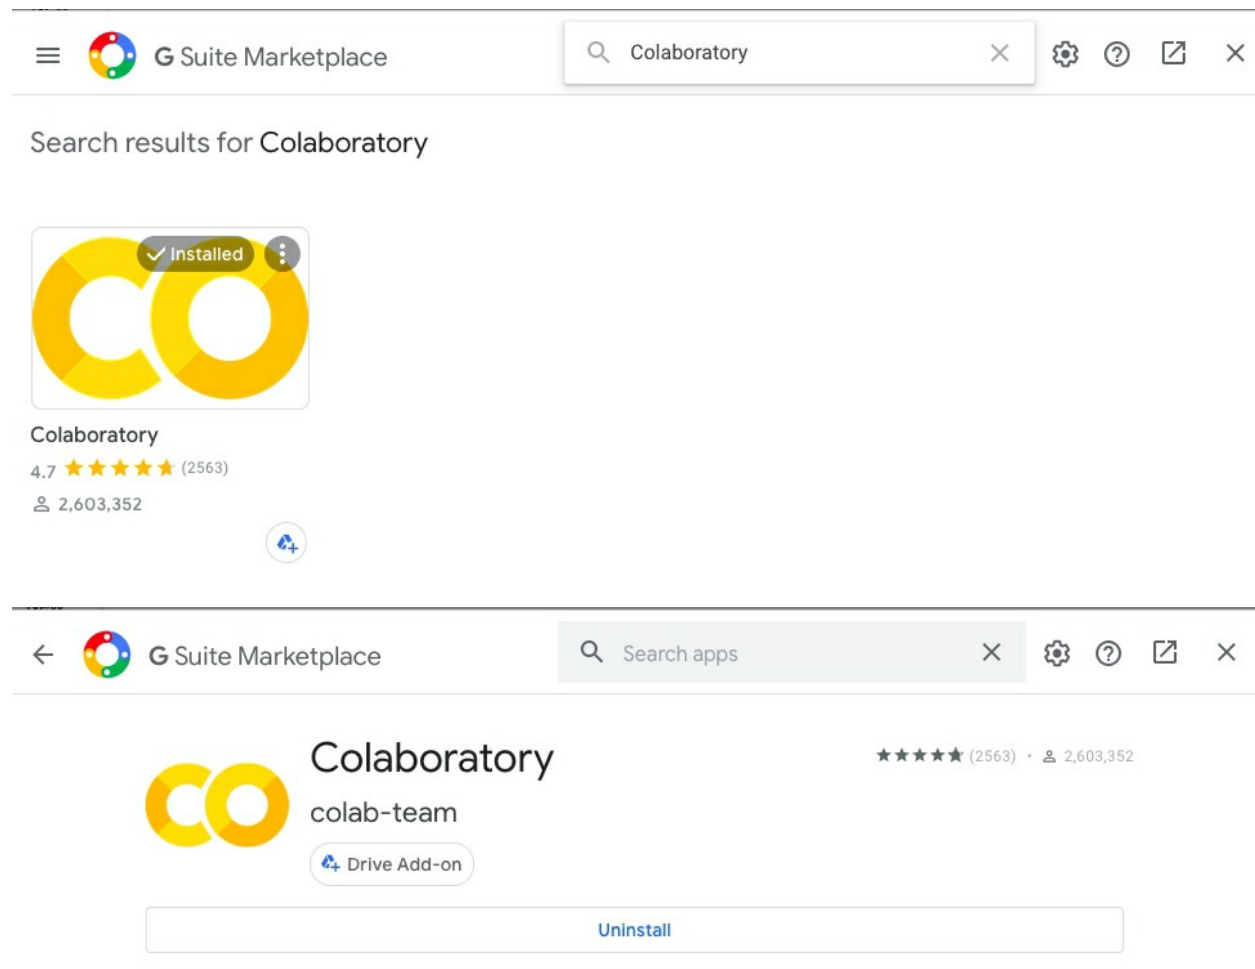 G Suite Marketplace
Colaboratory
Search results for Colaboratory
Installed
Colaboratory
4.7 (2563)
2,603,352
G Suite Marketplace
Search apps
Colaboratory
(2563) · 2,603,352
colab-team
Drive Add-on
Uninstall